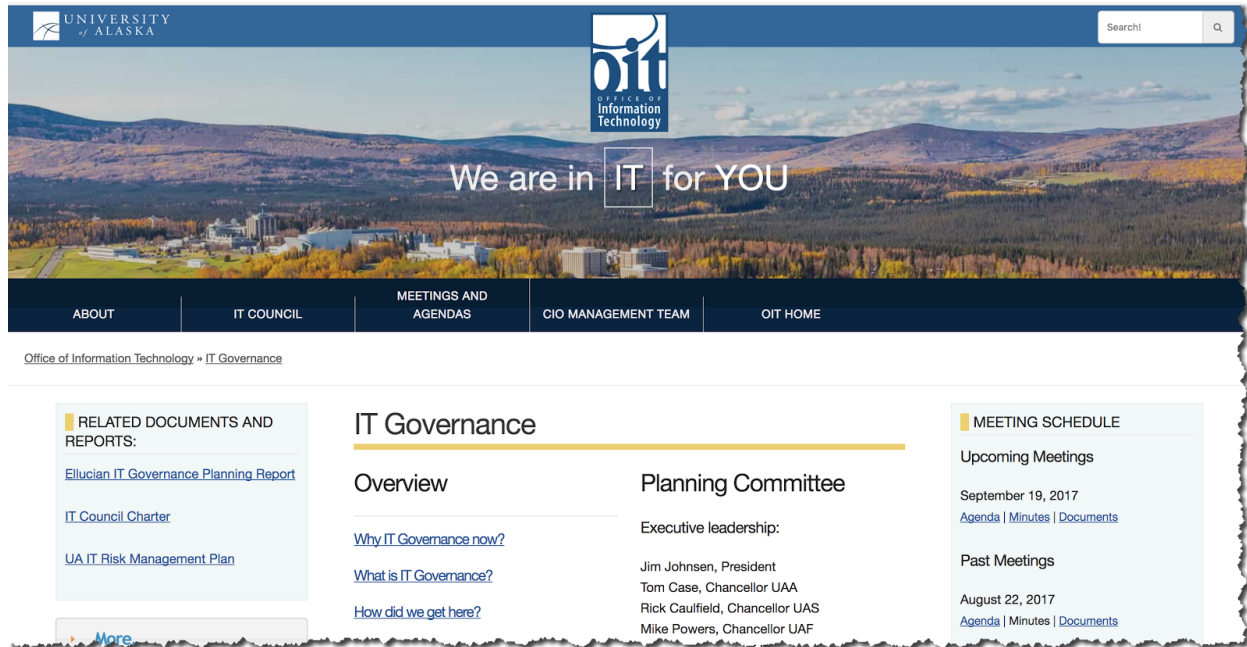 UNIVERSITY
of ALASKA
Search!
oit
OFFICE OF
Information
Technology
We are in IT for YOU
ABOUT
IT COUNCIL
MEETINGS AND
AGENDAS
CIO MANAGEMENT TEAM
OIT HOME
Office of Information Technology » IT Governance
RELATED DOCUMENTS AND
REPORTS:
Ellucian IT Governance Planning Report
IT Council Charter
UA IT Risk Management Plan
More
IT Governance
Overview
Why IT Governance now?
What is IT Governance?
How did we get here?
Planning Committee
Executive leadership:
Jim Johnsen, President
Tom Case, Chancellor UAA
Rick Caulfield, Chancellor UAS
Mike Powers, Chancellor UAF
MEETING SCHEDULE
Upcoming Meetings
September 19, 2017
Agenda | Minutes | Documents
Past Meetings
August 22, 2017
Agenda | Minutes | Documents